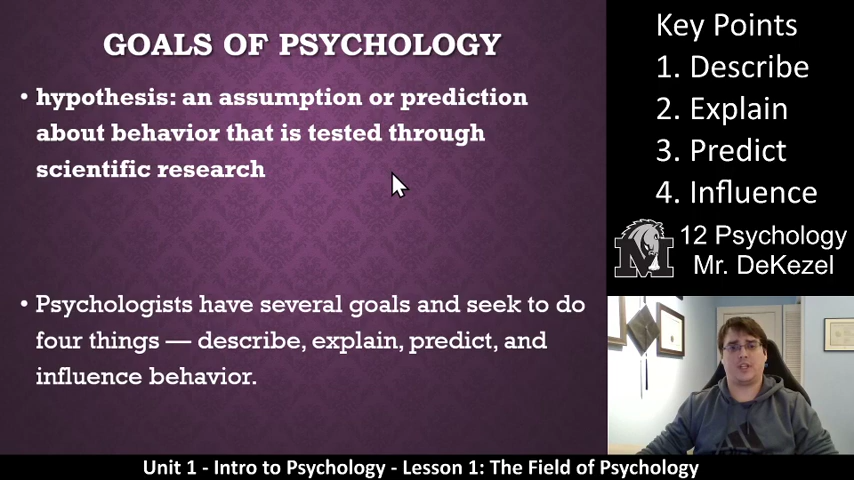 GOALS OF PSYCHOLOGY
• hypothesis: an assumption or prediction
about behavior that is tested through
scientific research
• Psychologists have several goals and seek to do
four things — describe, explain, predict, and
influence behavior.
Key Points
1. Describe
2. Explain
3. Predict
4. Influence
M
12 Psychology
Mr. DeKezel
Unit 1 - Intro to Psychology - Lesson 1: The Field of Psychology